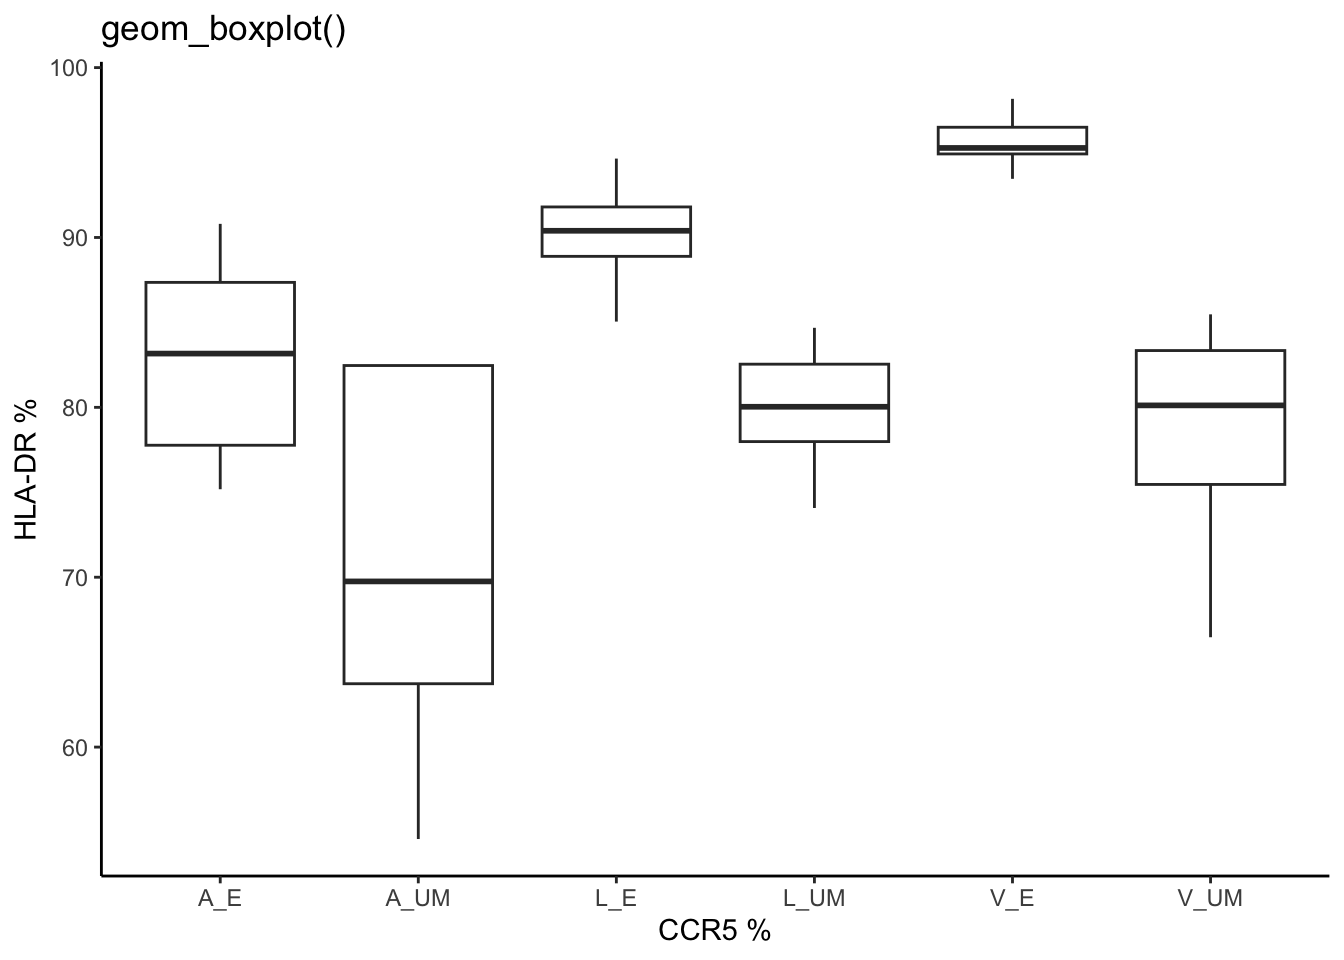 geom_boxplot()
100
90
80
70
60
HLA-DR %
A_E A_UM L_E L_UM V_E V_UM
CCR5 %